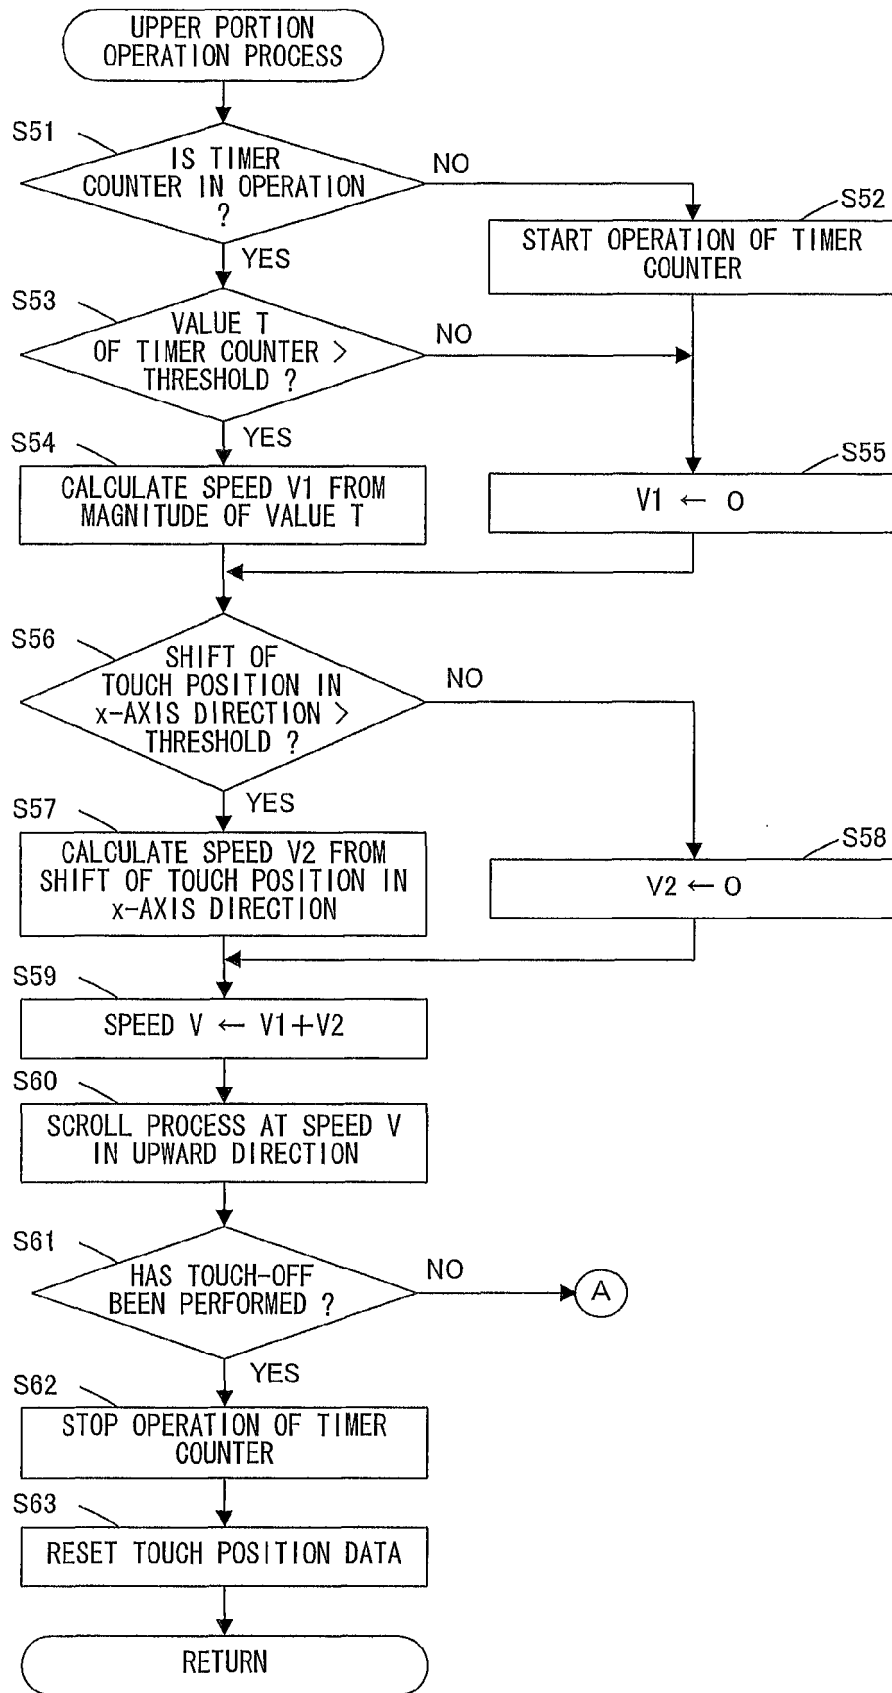 UPPER PORTION
OPERATION PROCESS
S51
IS TIMER
COUNTER IN OPERATION
?
NO
YES
S52
START OPERATION OF TIMER
COUNTER
S53
VALUE T
OF TIMER COUNTER >
THRESHOLD ?
NO
YES
S54
CALCULATE SPEED V1 FROM
MAGNITUDE OF VALUE T
S55
V1 ← 0
S56
SHIFT OF
TOUCH POSITION IN
x-AXIS DIRECTION >
THRESHOLD ?
NO
YES
S57
CALCULATE SPEED V2 FROM
SHIFT OF TOUCH POSITION IN
x-AXIS DIRECTION
S58
V2 ← 0
S59
SPEED V ← V1+V2
S60
SCROLL PROCESS AT SPEED V
IN UPWARD DIRECTION
S61
HAS TOUCH-OFF
BEEN PERFORMED ?
NO
A
YES
S62
STOP OPERATION OF TIMER
COUNTER
S63
RESET TOUCH POSITION DATA
RETURN